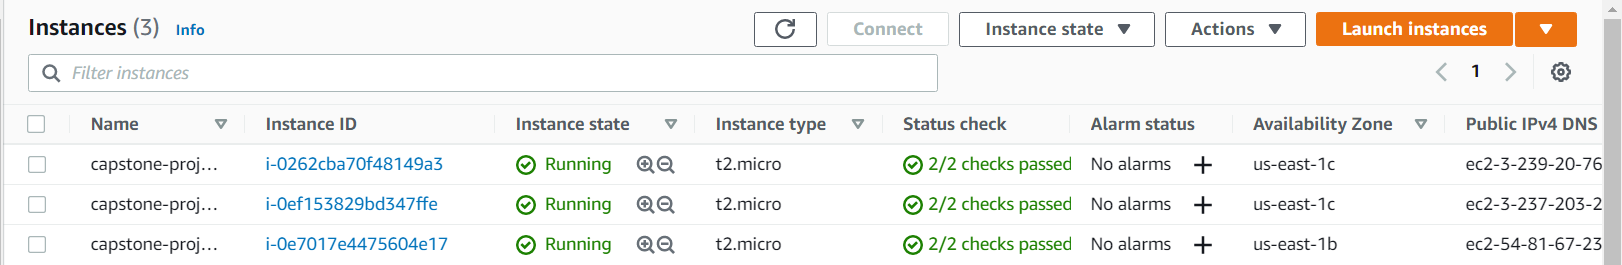 Instances (3) Info Connect Instance state Actions Launch instances
Filter instances 1
Name Instance ID Instance state Instance type Status check Alarm status Availability Zone Public IPv4 DNS
capstone-proj... i-0262cba70f48149a3 Running t2.micro 2/2 checks passed No alarms + us-east-1c ec2-3-239-20-76
capstone-proj... i-0ef153829bd347ffe Running t2.micro 2/2 checks passed No alarms + us-east-1c ec2-3-237-203-2
capstone-proj... i-0e7017e4475604e17 Running t2.micro 2/2 checks passed No alarms + us-east-1b ec2-54-81-67-23